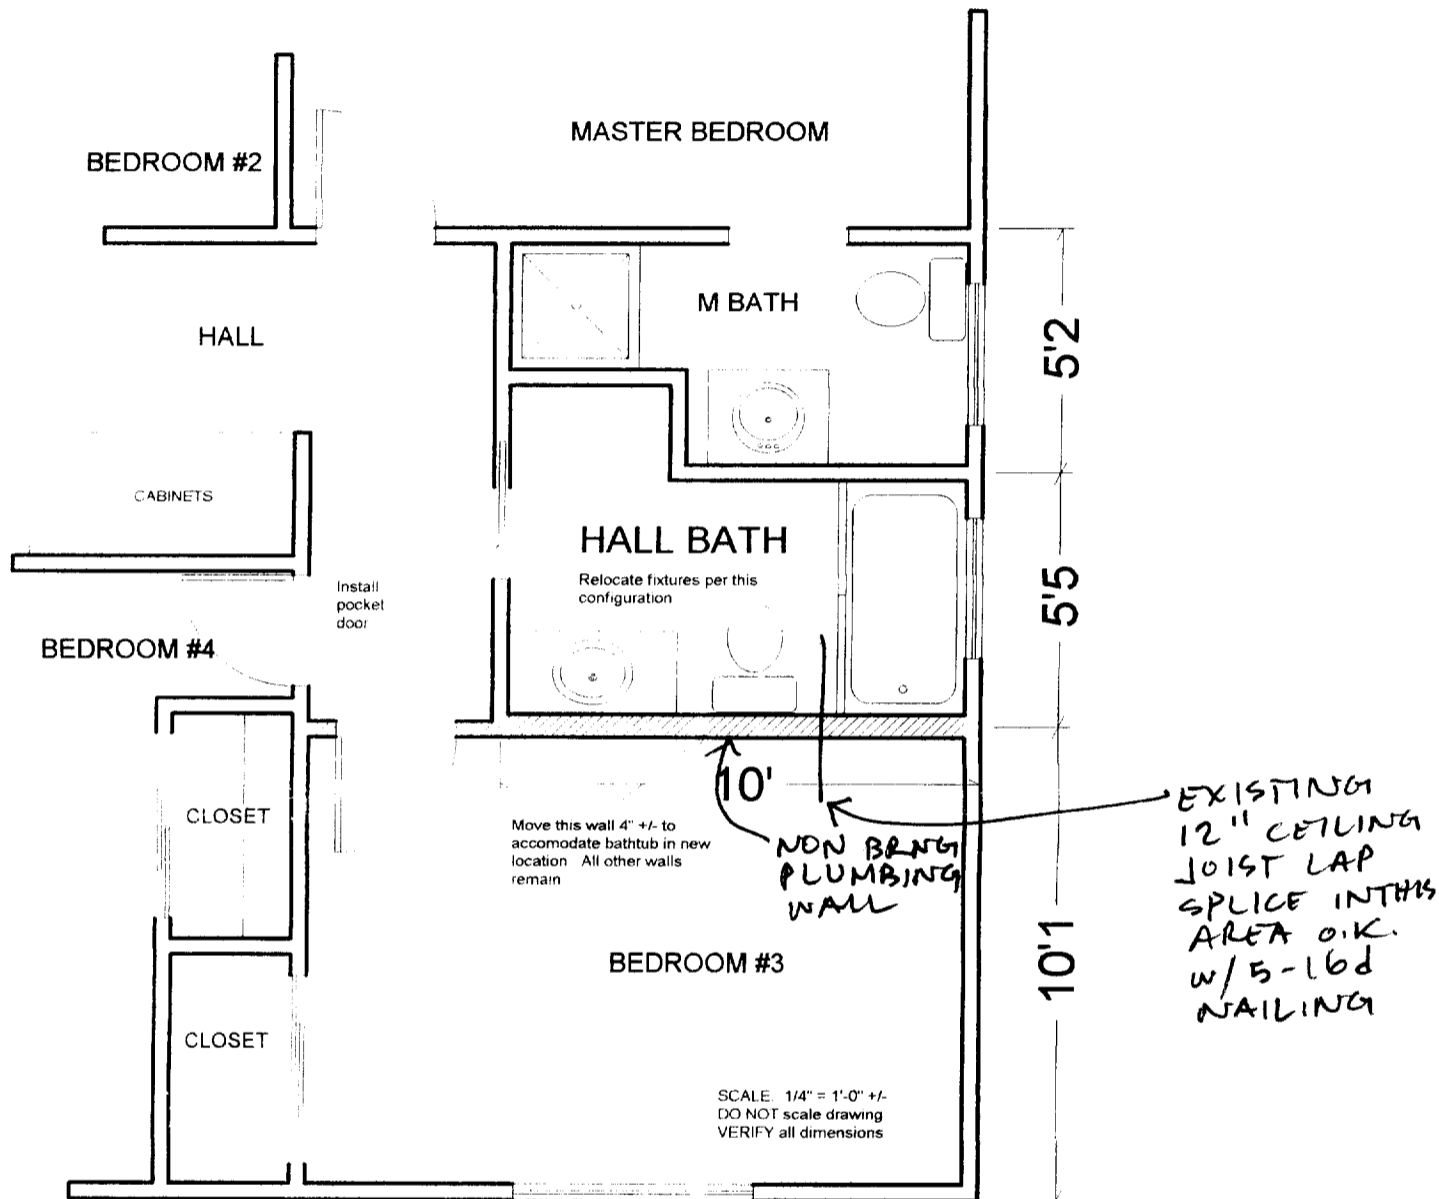 MASTER BEDROOM
BEDROOM #2
M BATH
HALL
5'2
CABINETS
HALL BATH
Relocate fixtures per this
configuration
Install
pocket
door
5'5
BEDROOM #4
10'
CLOSET
Move this wall 4" +/- to
accomodate bathtub in new
location All other walls
remain
NON BRNG
PLUMBING
WALL
EXISTING
12" CEILING
JOIST LAP
SPLICE IN THIS
AREA O.K.
W/ 5-16d
NAILING
BEDROOM #3
10'1
CLOSET
SCALE. 1/4" = 1'-0" +/-
DO NOT scale drawing
VERIFY all dimensions